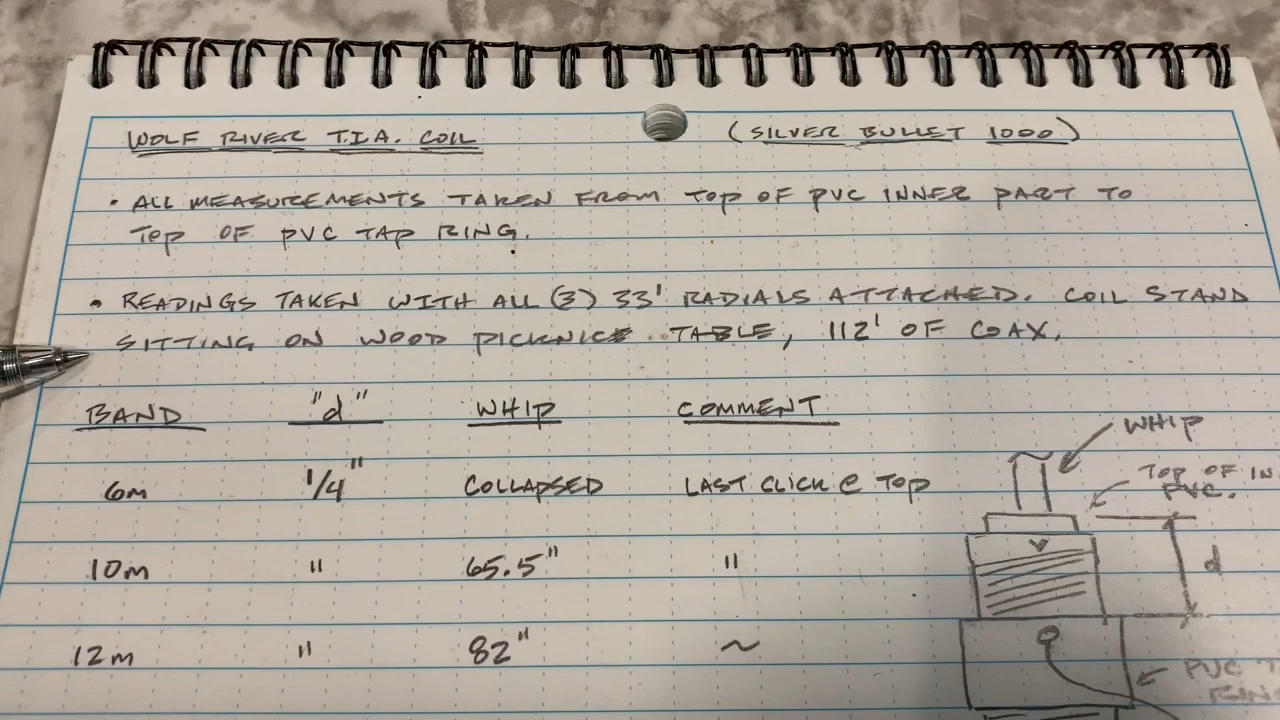 WOLF RIVER T.I.A. COIL (SILVER BULLET 1000)
• ALL MEASUREMENTS TAKEN FROM TOP OF PVC INNER PART TO
TOP OF PVC TAP RING.
• READINGS TAKEN WITH ALL (3) 33' RADIALS ATTACHED. COIL STAND
SITTING ON WOOD PICKNICK TABLE, 112' OF COAX.
BAND "d" WHIP COMMENT
WHIP
6m 1/4" COLLAPSED LAST CLICK @ TOP
TOP OF IN
PVC.
10m " 65.5" "
d
12m " 82" ~
PVC T
RING